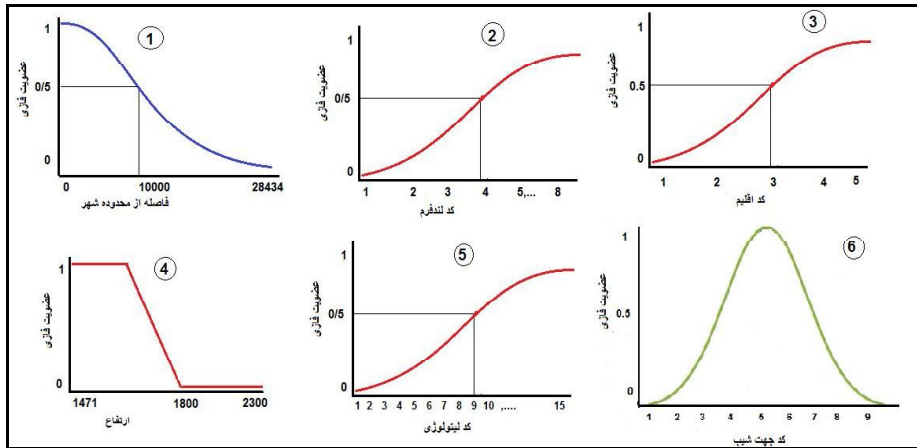 1
1
عضویت فازی
0/5
0
0 10000 28434
فاصله از محدوده شهر
2
1
عضویت فازی
0/5
0
1 2 3 4 5,... 8
کد لندفرم
3
1
عضویت فازی
0.5
0
1 2 3 4 5
کد اقلیم
4
1
عضویت فازی
0
1471 1800 2300
ارتفاع
5
1
عضویت فازی
0/5
0
1 2 3 4 5 6 7 8 9 10 ,.... 15
کد لیتولوژی
6
1
عضویت فازی
0.5
0
1 2 3 4 5 6 7 8 9
کد جهت شیب